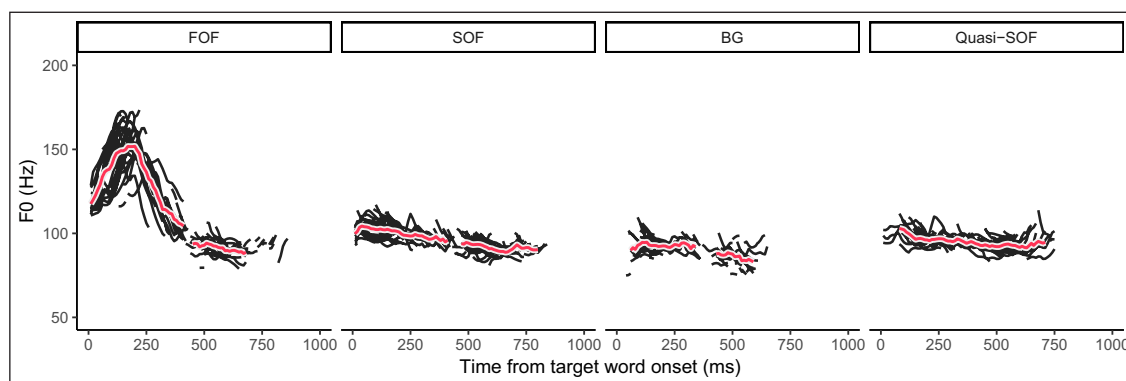 FOF SOF BG Quasi−SOF
200
150
100
50
F0 (Hz)
0 250 500 750 1000 0 250 500 750 1000 0 250 500 750 1000 0 250 500 750 1000
Time from target word onset (ms)